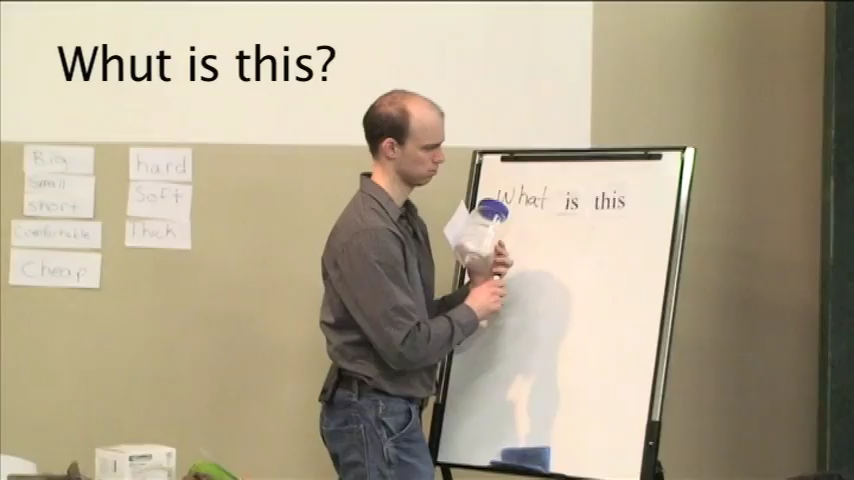 Whut is this?
Big
hard
Small
short
Soft
Comfortable
Thick
Cheap
What is this